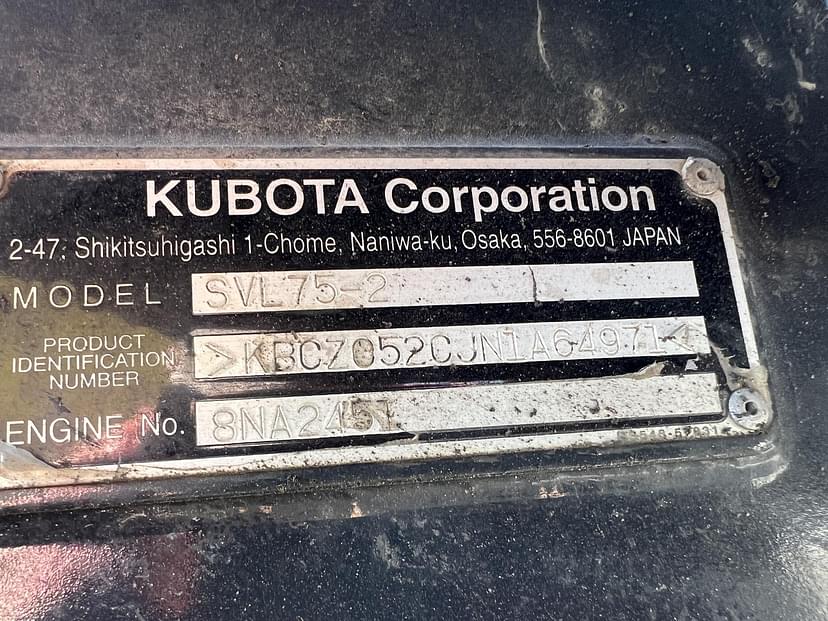 KUBOTA Corporation
2-47, Shikitsuhigashi 1-Chome, Naniwa-ku, Osaka, 556-8601 JAPAN
MODEL SVL75-2
PRODUCT
IDENTIFICATION
NUMBER
>KBCZ052CJN1A64971<
ENGINE No. 8NA2451